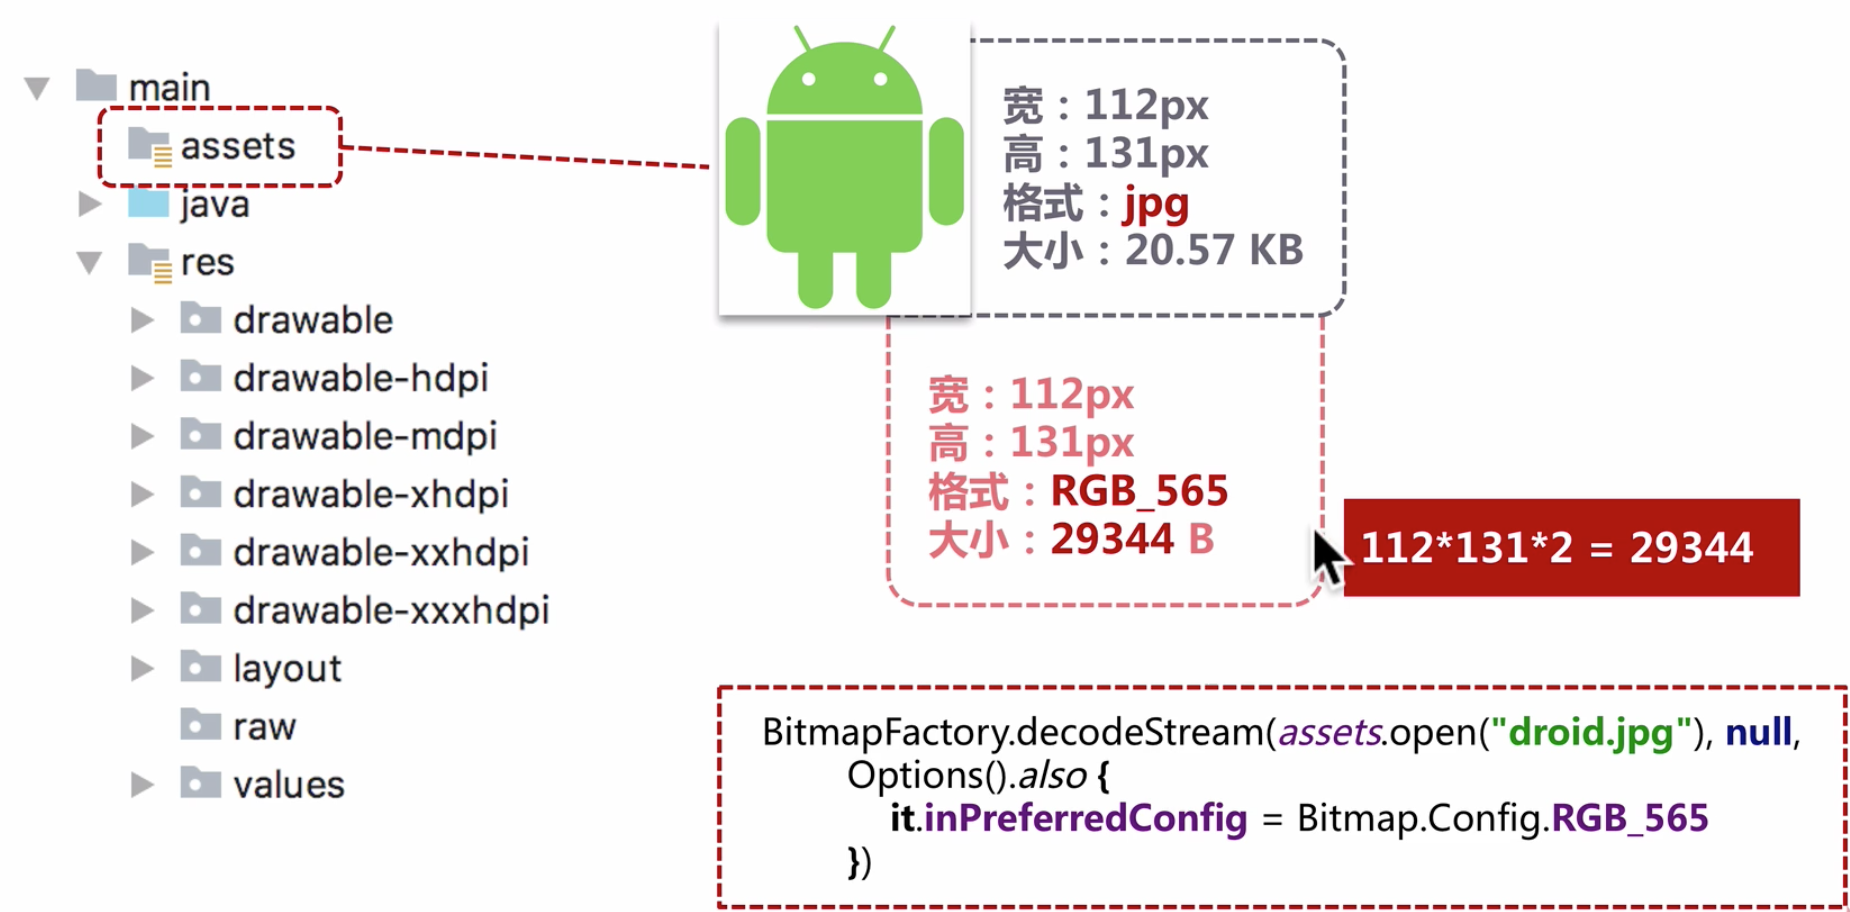 main
assets
java
res
drawable
drawable-hdpi
drawable-mdpi
drawable-xhdpi
drawable-xxhdpi
drawable-xxxhdpi
layout
raw
values
宽：112px
高：131px
格式：jpg
大小：20.57 KB
宽：112px
高：131px
格式：RGB_565
大小：29344 B
112*131*2 = 29344
BitmapFactory.decodeStream(assets.open("droid.jpg"), null,
Options().also {
it.inPreferredConfig = Bitmap.Config.RGB_565
})